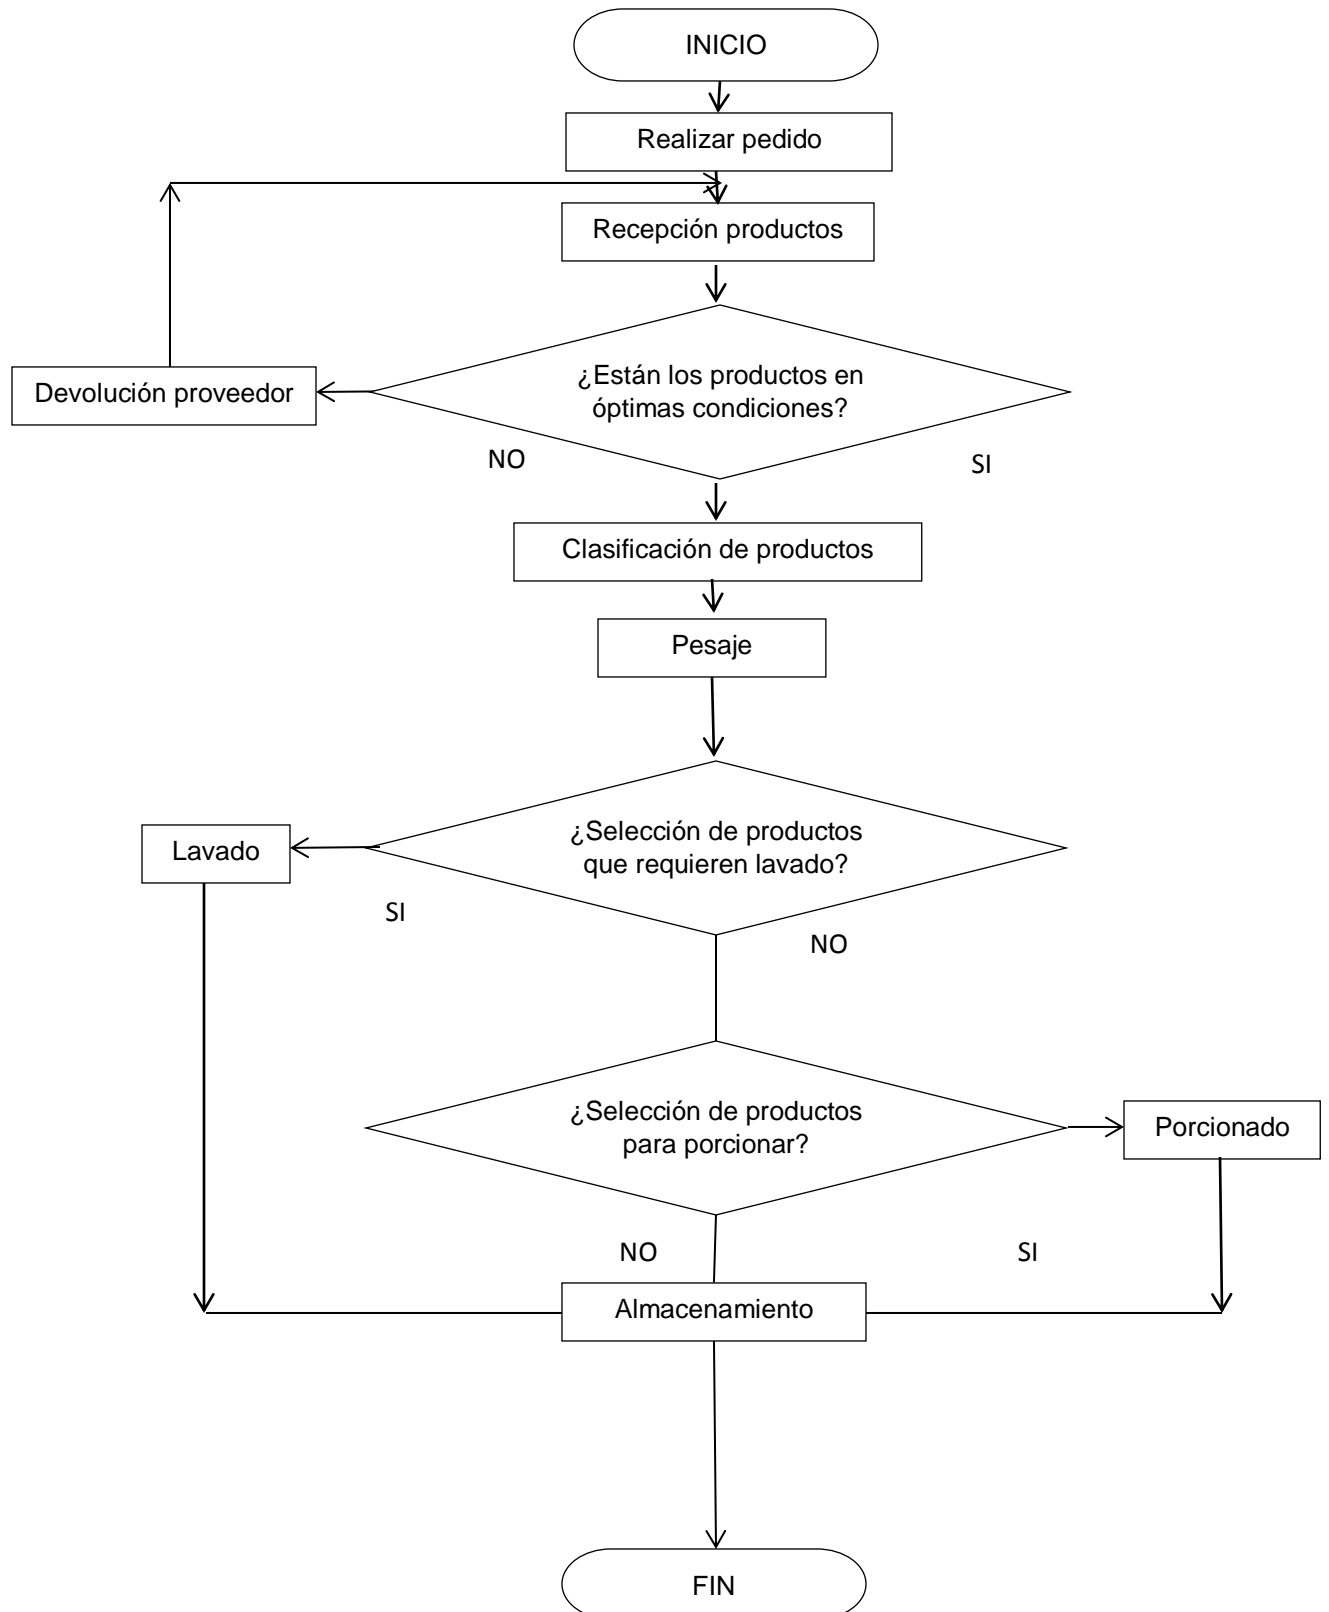 INICIO
Realizar pedido
Recepción productos
¿Están los productos en
óptimas condiciones?
Devolución proveedor
NO
SI
Clasificación de productos
Pesaje
¿Selección de productos
que requieren lavado?
Lavado
SI
NO
¿Selección de productos
para porcionar?
Porcionado
NO
SI
Almacenamiento
FIN